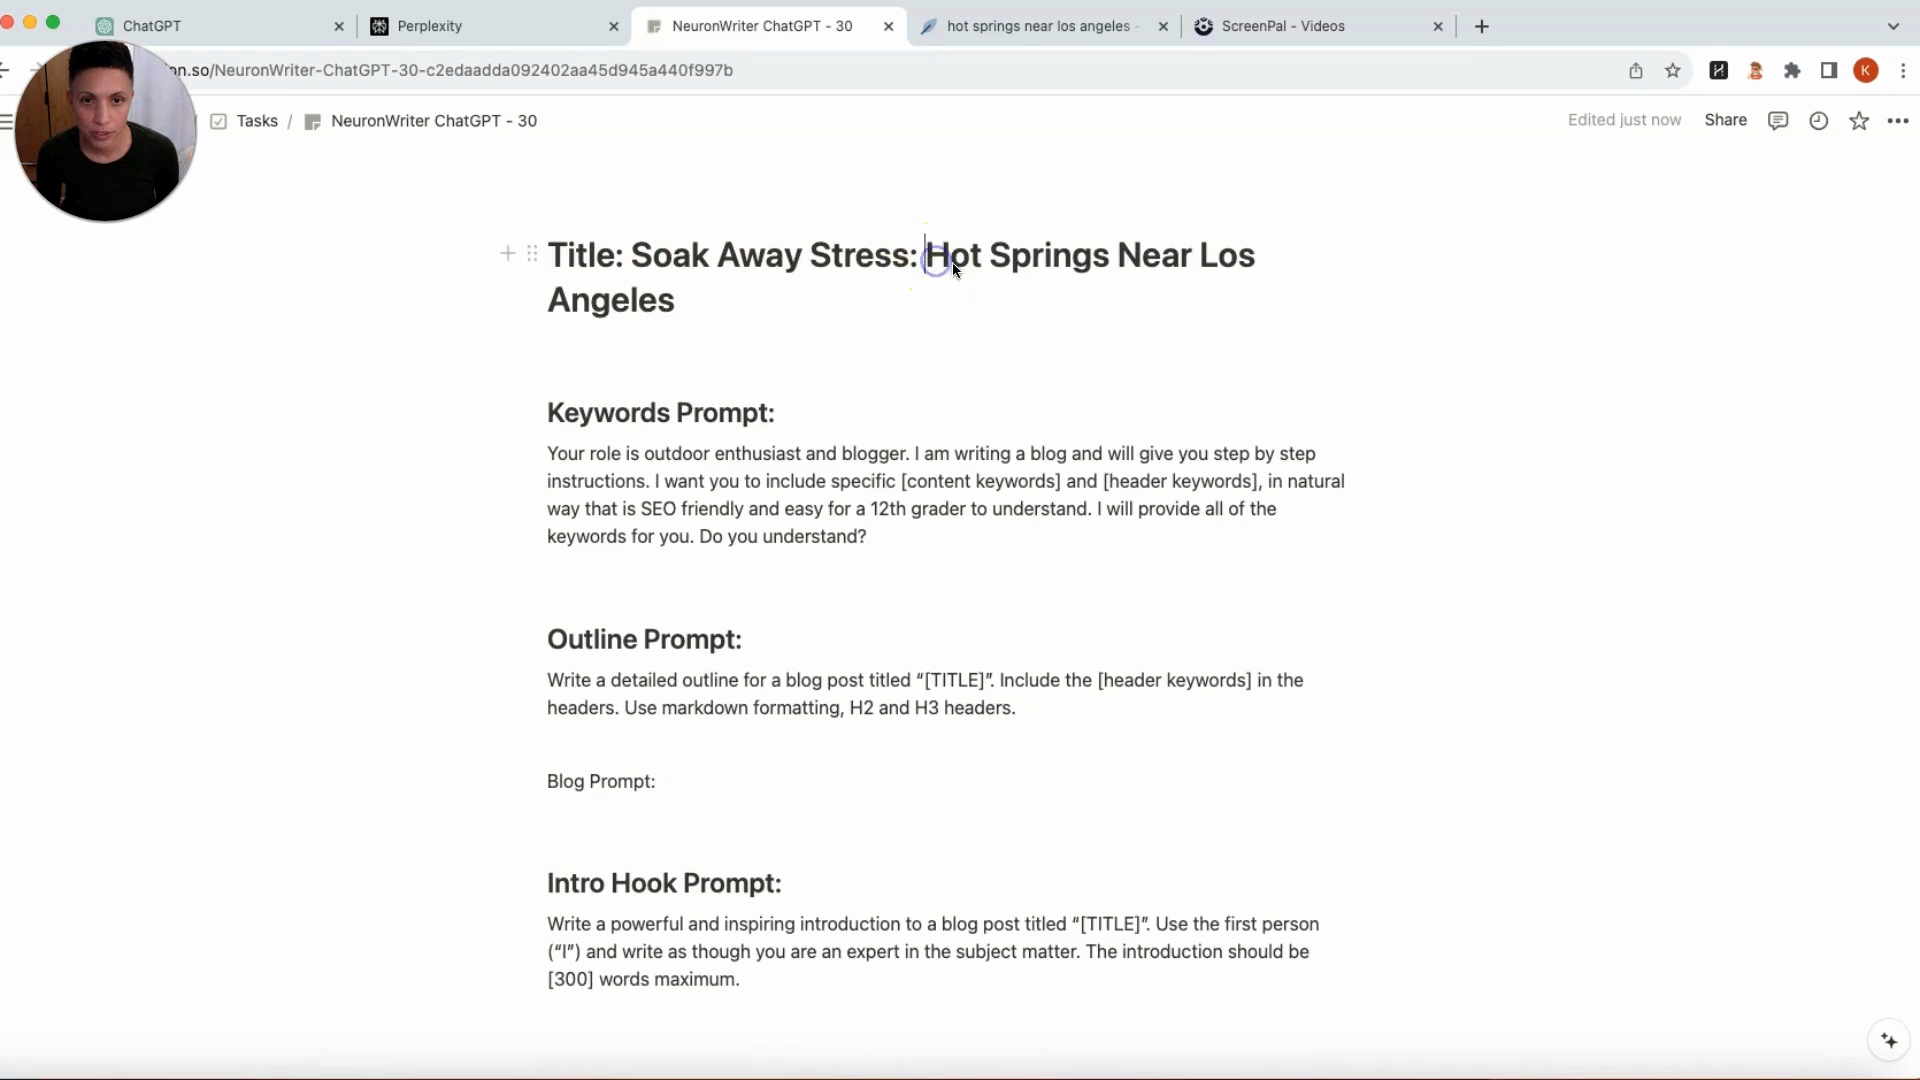 ChatGPT
Perplexity
NeuronWriter ChatGPT - 30
hot springs near los angeles -
ScreenPal - Videos
on.so/NeuronWriter-ChatGPT-30-c2edaadda092402aa45d945a440f997b
K
Tasks / NeuronWriter ChatGPT - 30
Edited just now
Share
Title: Soak Away Stress: Hot Springs Near Los
Angeles
Keywords Prompt:
Your role is outdoor enthusiast and blogger. I am writing a blog and will give you step by step
instructions. I want you to include specific [content keywords] and [header keywords], in natural
way that is SEO friendly and easy for a 12th grader to understand. I will provide all of the
keywords for you. Do you understand?
Outline Prompt:
Write a detailed outline for a blog post titled “[TITLE]”. Include the [header keywords] in the
headers. Use markdown formatting, H2 and H3 headers.
Blog Prompt:
Intro Hook Prompt:
Write a powerful and inspiring introduction to a blog post titled “[TITLE]”. Use the first person
(“I”) and write as though you are an expert in the subject matter. The introduction should be
[300] words maximum.